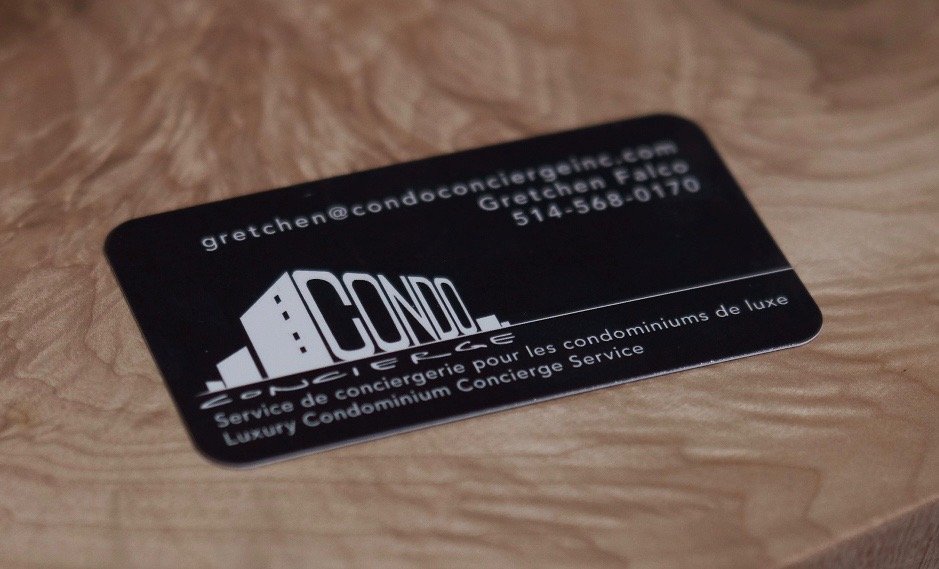 gretchen@condoconciergeinc.com
Gretchen Falco
514-568-0170
CONDO
CONCIERGE
Service de conciergerie pour les condominiums de luxe
Luxury Condominium Concierge Service